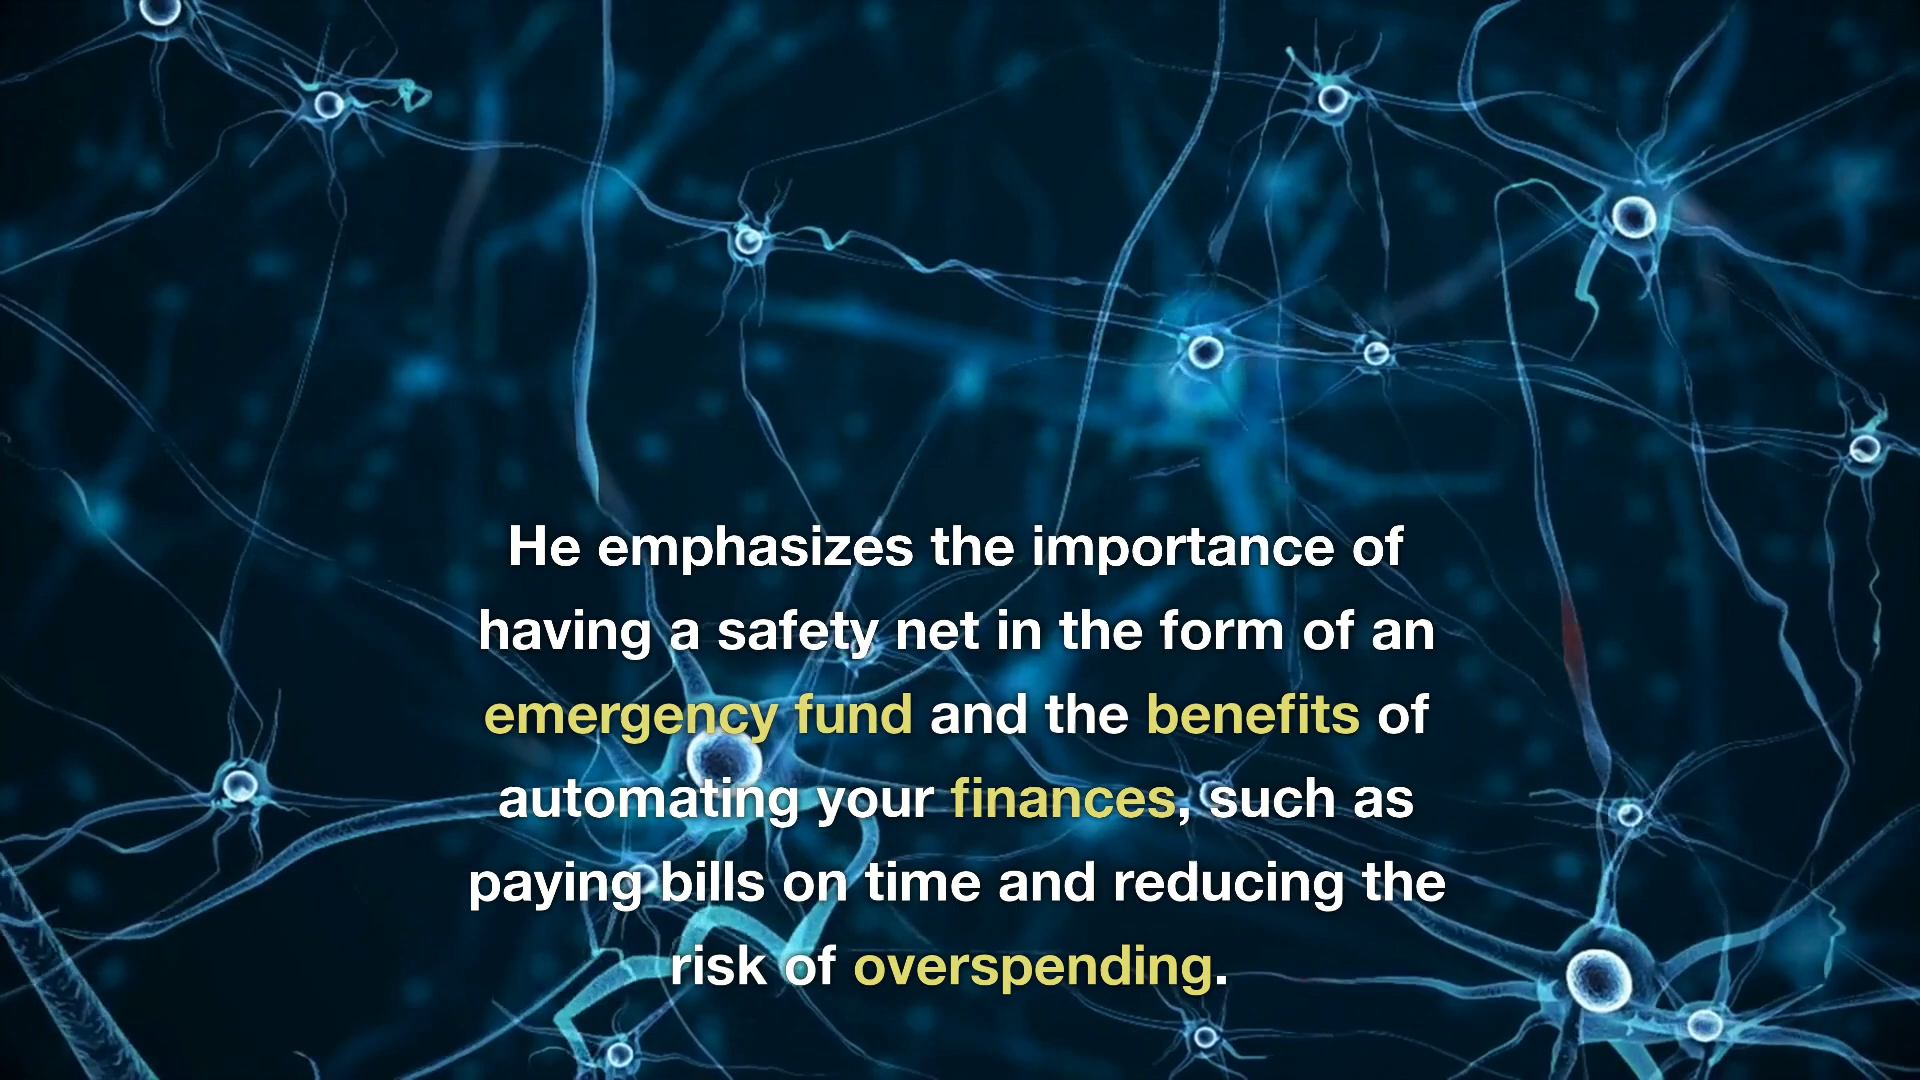 He emphasizes the importance of
having a safety net in the form of an
emergency fund and the benefits of
automating your finances, such as
paying bills on time and reducing the
risk of overspending.